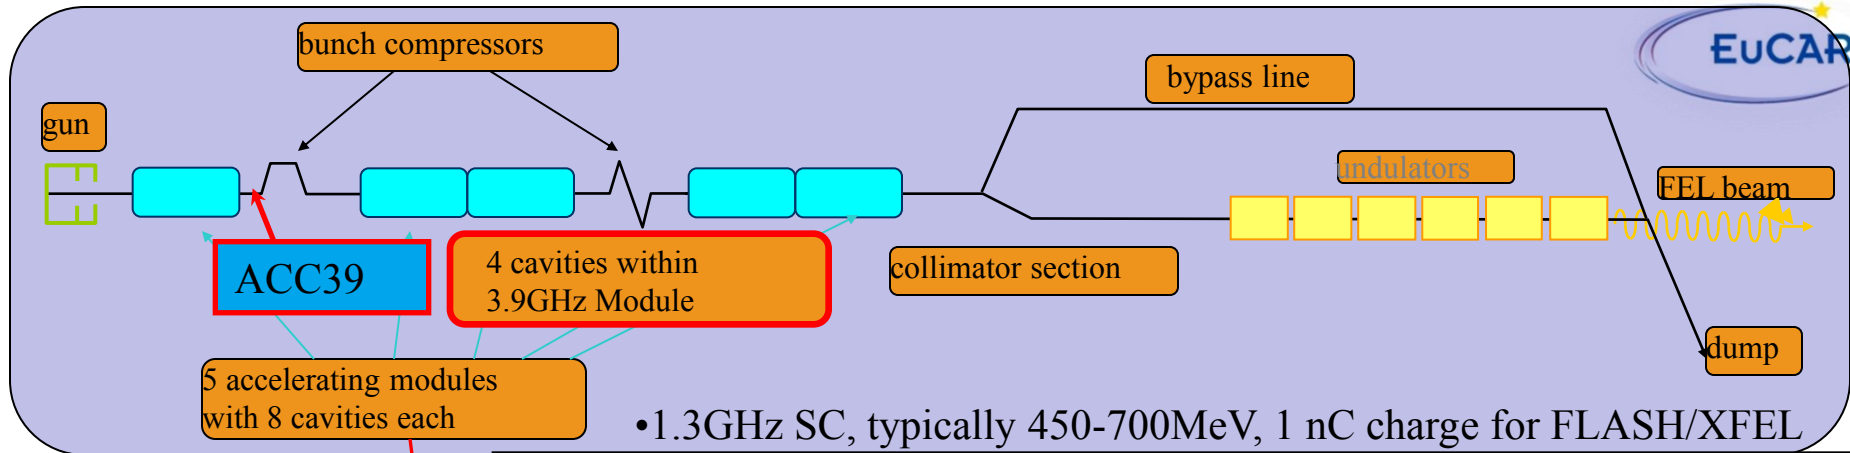 bunch compressors
EuCAR
bypass line
gun
undulators
FEL beam
ACC39
4 cavities within
3.9GHz Module
collimator section
dump
5 accelerating modules
with 8 cavities each
•1.3GHz SC, typically 450-700MeV, 1 nC charge for FLASH/XFEL